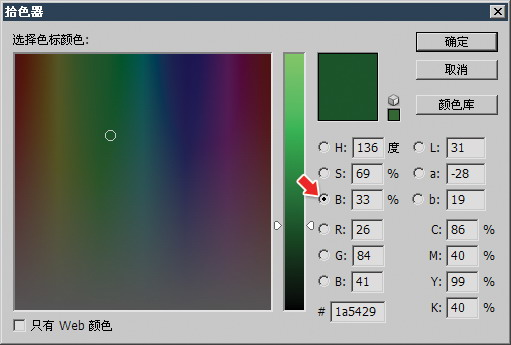 拾色器
选择色标颜色:
确定
取消
颜色库
H: 136 度
S: 69 %
B: 33 %
R: 26
G: 84
B: 41
# 1a5429
L: 31
a: -28
b: 19
C: 86 %
M: 40 %
Y: 99 %
K: 40 %
只有 Web 颜色